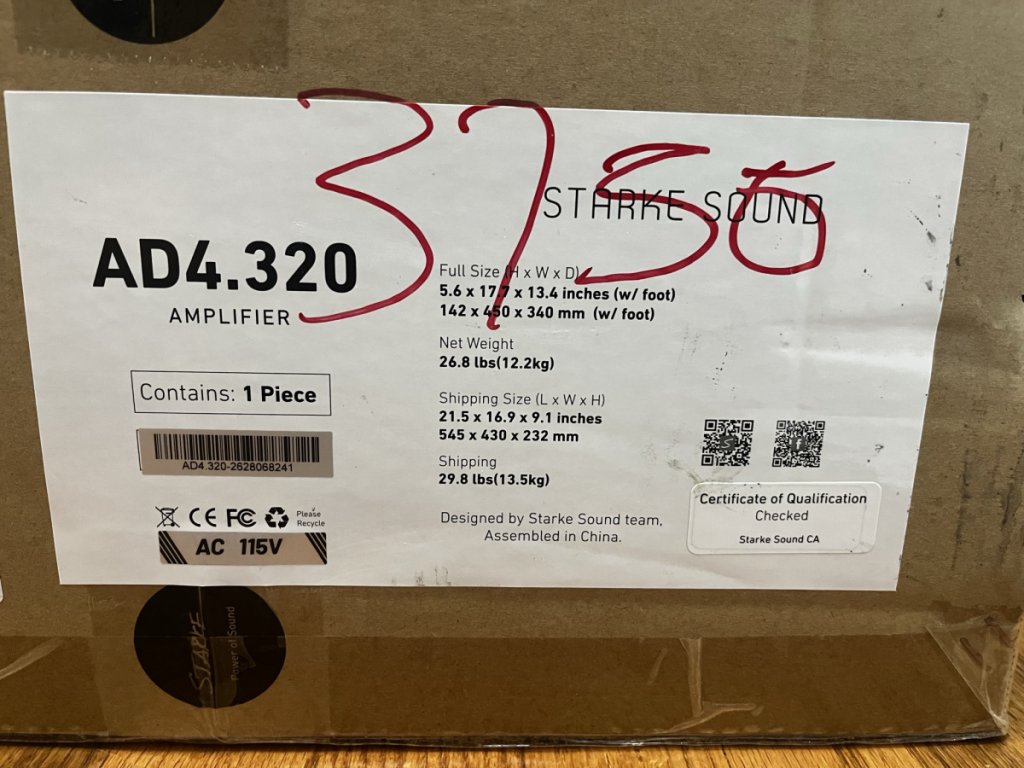 STARKE SOUND
AD4.320
AMPLIFIER
Full Size (H x W x D)
5.6 x 17.7 x 13.4 inches (w/ foot)
142 x 450 x 340 mm (w/ foot)
Net Weight
26.8 lbs(12.2kg)
Contains: 1 Piece
Shipping Size (L x W x H)
21.5 x 16.9 x 9.1 inches
545 x 430 x 232 mm
AD4.320-2628068241
Shipping
29.8 lbs(13.5kg)
CE FC Please
Recycle
AC 115V
Designed by Starke Sound team,
Assembled in China.
Certificate of Qualification
Checked
Starke Sound CA
STARKE
Power of Sound